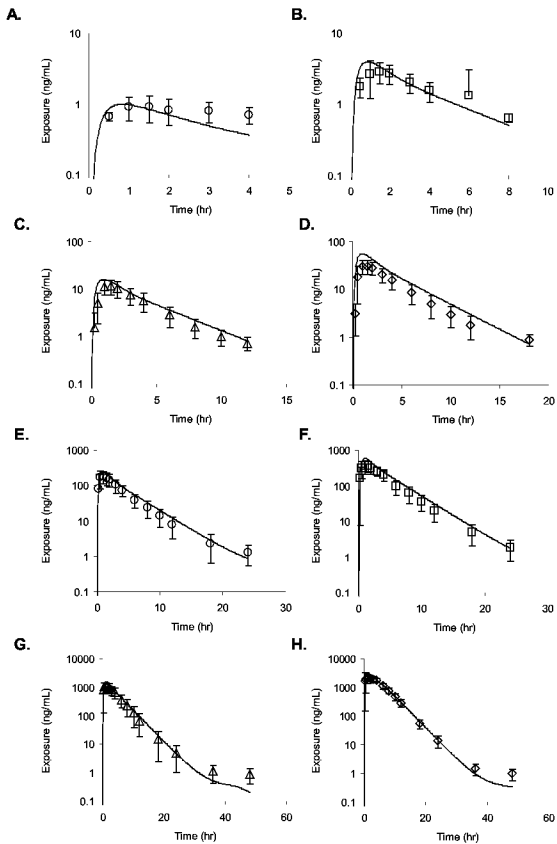 A.
B.
10
1
0.1
Exposure (ng/mL)
0 1 2 3 4 5
Time (hr)
10
1
0.1
Exposure (ng/mL)
0 2 4 6 8 10
Time (hr)
C.
D.
100
10
1
0.1
Exposure (ng/mL)
0 5 10 15
Time (hr)
100
10
1
0.1
Exposure (ng/mL)
0 5 10 15 20
Time (hr)
E.
F.
1000
100
10
1
0.1
Exposure (ng/mL)
0 10 20 30
Time (hr)
1000
100
10
1
0.1
Exposure (ng/mL)
0 10 20 30
Time (hr)
G.
H.
10000
1000
100
10
1
0.1
Exposure (ng/mL)
0 20 40 60
Time (hr)
10000
1000
100
10
1
0.1
Exposure (ng/mL)
0 20 40 60
Time (hr)